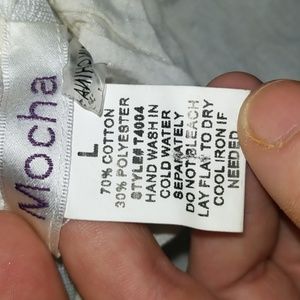 Mocha
L
70% COTTON
30% POLYESTER
STYLE# T4004
HAND WASH IN
COLD WATER
SEPARATELY
DO NOT BLEACH
LAY FLAT TO DRY
COOL IRON IF
NEEDED